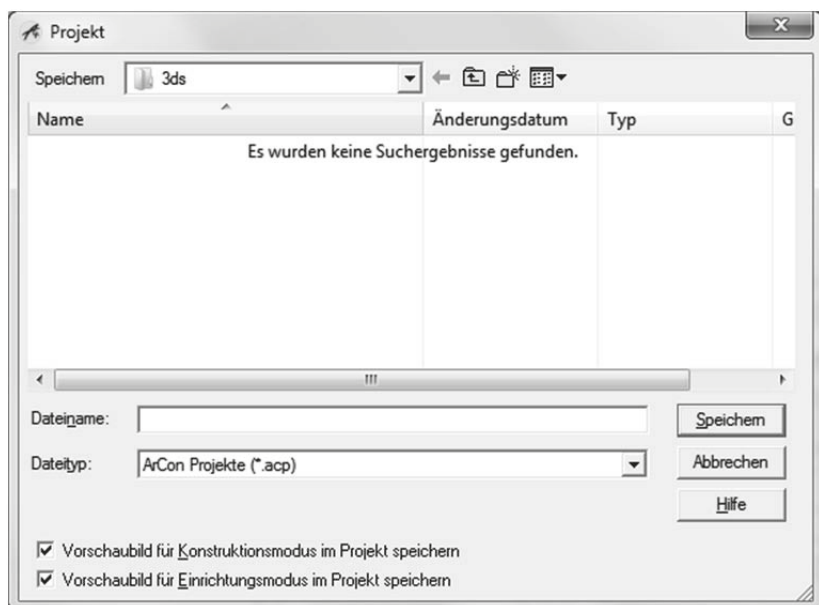 Projekt
Speichern 3ds
Name Änderungsdatum Typ G
Es wurden keine Suchergebnisse gefunden.
Dateiname: Speichern
Dateityp: ArCon Projekte (*.acp) Abbrechen
Hilfe
Vorschaubild für Konstruktionsmodus im Projekt speichern
Vorschaubild für Einrichtungsmodus im Projekt speichern